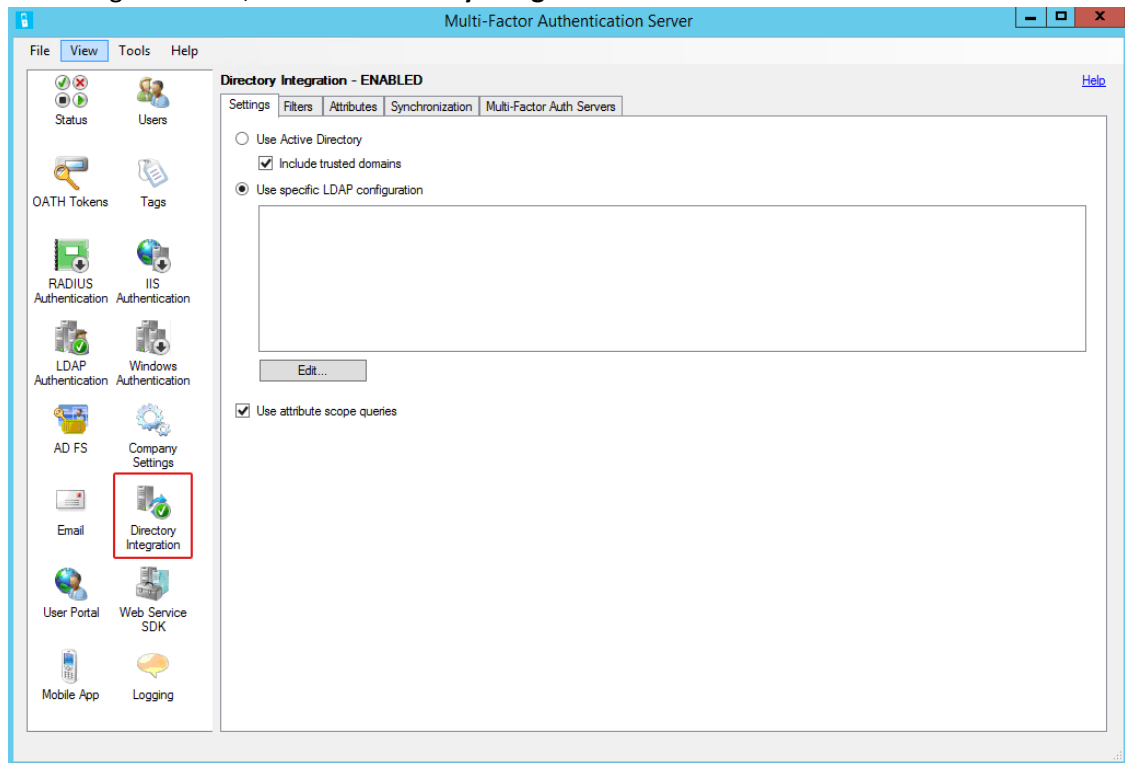 Multi-Factor Authentication Server
File View Tools Help
Status
Users
OATH Tokens
Tags
RADIUS
Authentication
IIS
Authentication
LDAP
Authentication
Windows
Authentication
AD FS
Company
Settings
Email
Directory
Integration
User Portal
Web Service
SDK
Mobile App
Logging
Directory Integration - ENABLED
Help
Settings Filters Attributes Synchronization Multi-Factor Auth Servers
Use Active Directory
Include trusted domains
Use specific LDAP configuration
Edit...
Use attribute scope queries